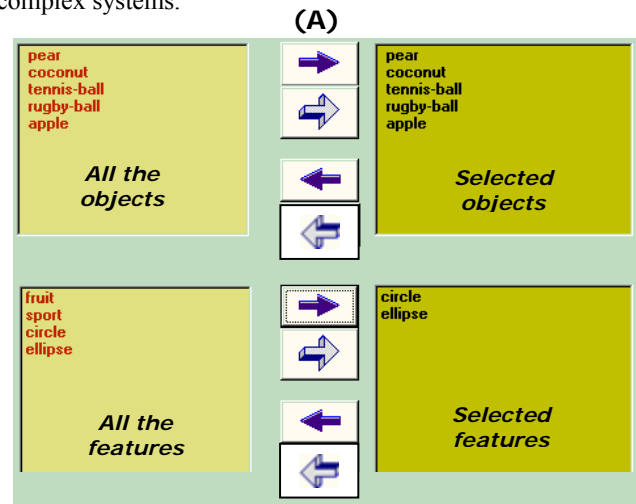 complex systems.
(A)
pear
coconut
tennis-ball
rugby-ball
apple
All the
objects
pear
coconut
tennis-ball
rugby-ball
apple
Selected
objects
fruit
sport
circle
ellipse
All the
features
circle
ellipse
Selected
features